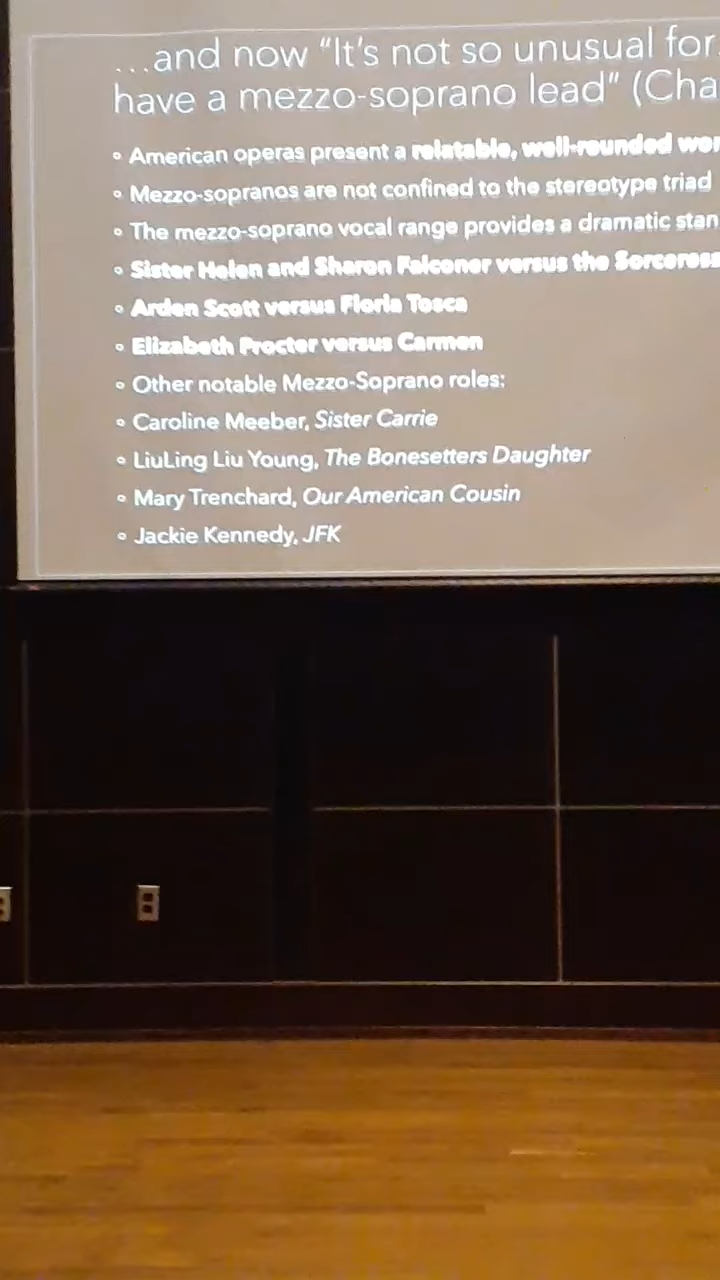 ...and now “It's not so unusual for
have a mezzo-soprano lead” (Cha
◦ American operas present a relatable, well-rounded
◦ Mezzo-sopranos are not confined to the stereotype triad
◦ The mezzo-soprano vocal range provides a dramatic stan
◦ Sister Helen and Sharon Falconer versus the Sorceress
◦ Arden Scott versus Floria Tosca
◦ Elizabeth Procter versus Carmen
◦ Other notable Mezzo-Soprano roles:
◦ Caroline Meeber, Sister Carrie
◦ LiuLing Liu Young, The Bonesetters Daughter
◦ Mary Trenchard, Our American Cousin
◦ Jackie Kennedy, JFK